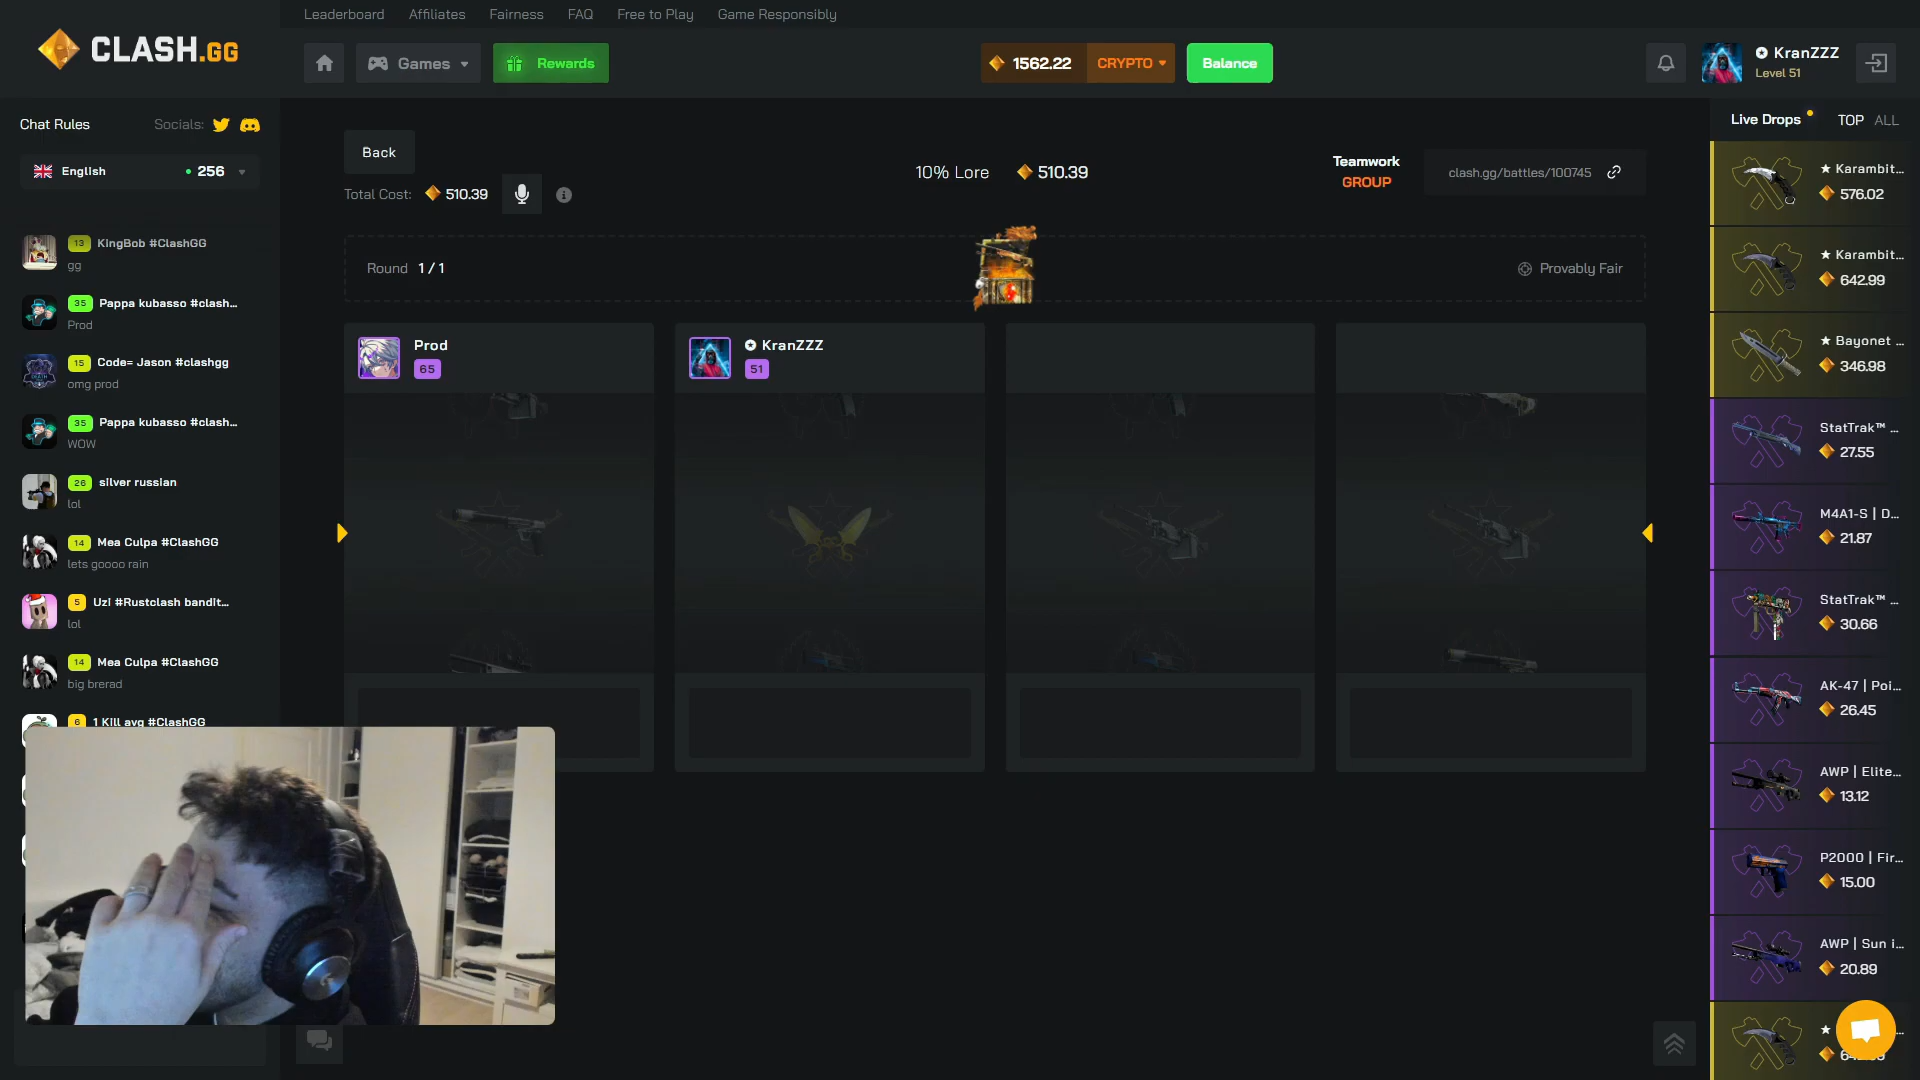 Leaderboard Affiliates Fairness FAQ Free to Play Game Responsibly
CLASH.GG
Games
Rewards
1562.22
CRYPTO
Balance
KranZZZ
Level 51
Chat Rules
Socials:
English
256
13 KingBob #ClashGG
gg
35 Pappa kubasso #clash...
Prod
15 Code= Jason #clashgg
omg prod
35 Pappa kubasso #clash...
WOW
26 silver russian
lol
14 Mea Culpa #ClashGG
lets goooo rain
5 Uzi #Rustclash bandit...
lol
14 Mea Culpa #ClashGG
big brerad
6 1 Kill avg #ClashGG
Back
Total Cost: 510.39
10% Lore 510.39
Teamwork
GROUP
clash.gg/battles/100745
Round 1 / 1
Provably Fair
Prod
65
KranZZZ
51
Live Drops
TOP ALL
★ Karambit...
576.02
★ Karambit...
642.99
★ Bayonet ...
346.98
StatTrak™ ...
27.55
M4A1-S | D...
21.87
StatTrak™ ...
30.66
AK-47 | Poi...
26.45
AWP | Elite...
13.12
P2000 | Fir...
15.00
AWP | Sun i...
20.89
★